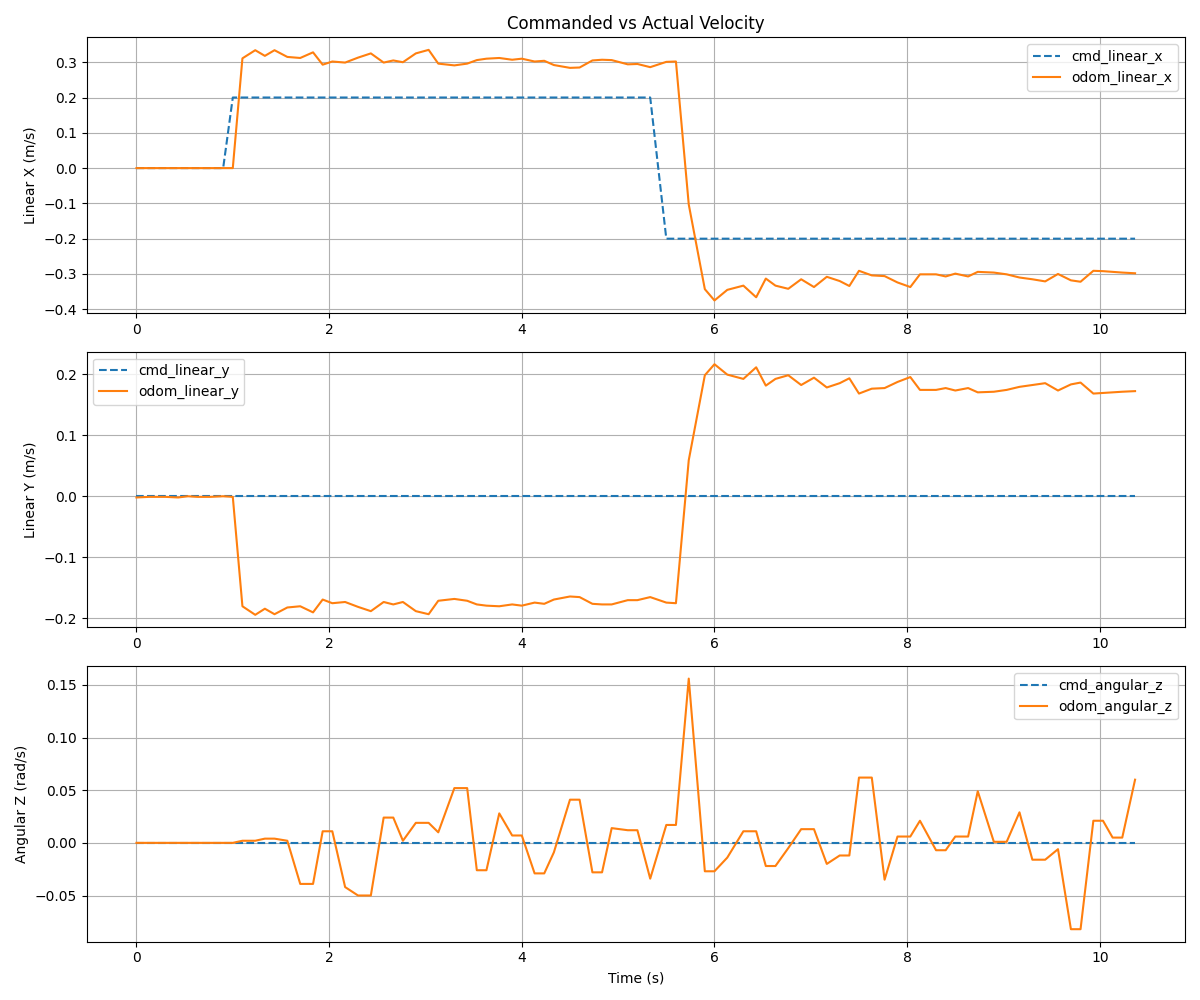 Commanded vs Actual Velocity
Linear X (m/s)
0.3
0.2
0.1
0.0
−0.1
−0.2
−0.3
−0.4
cmd_linear_x
odom_linear_x
0 2 4 6 8 10
Linear Y (m/s)
0.2
0.1
0.0
−0.1
−0.2
cmd_linear_y
odom_linear_y
0 2 4 6 8 10
Angular Z (rad/s)
0.15
0.10
0.05
0.00
−0.05
cmd_angular_z
odom_angular_z
0 2 4 6 8 10
Time (s)